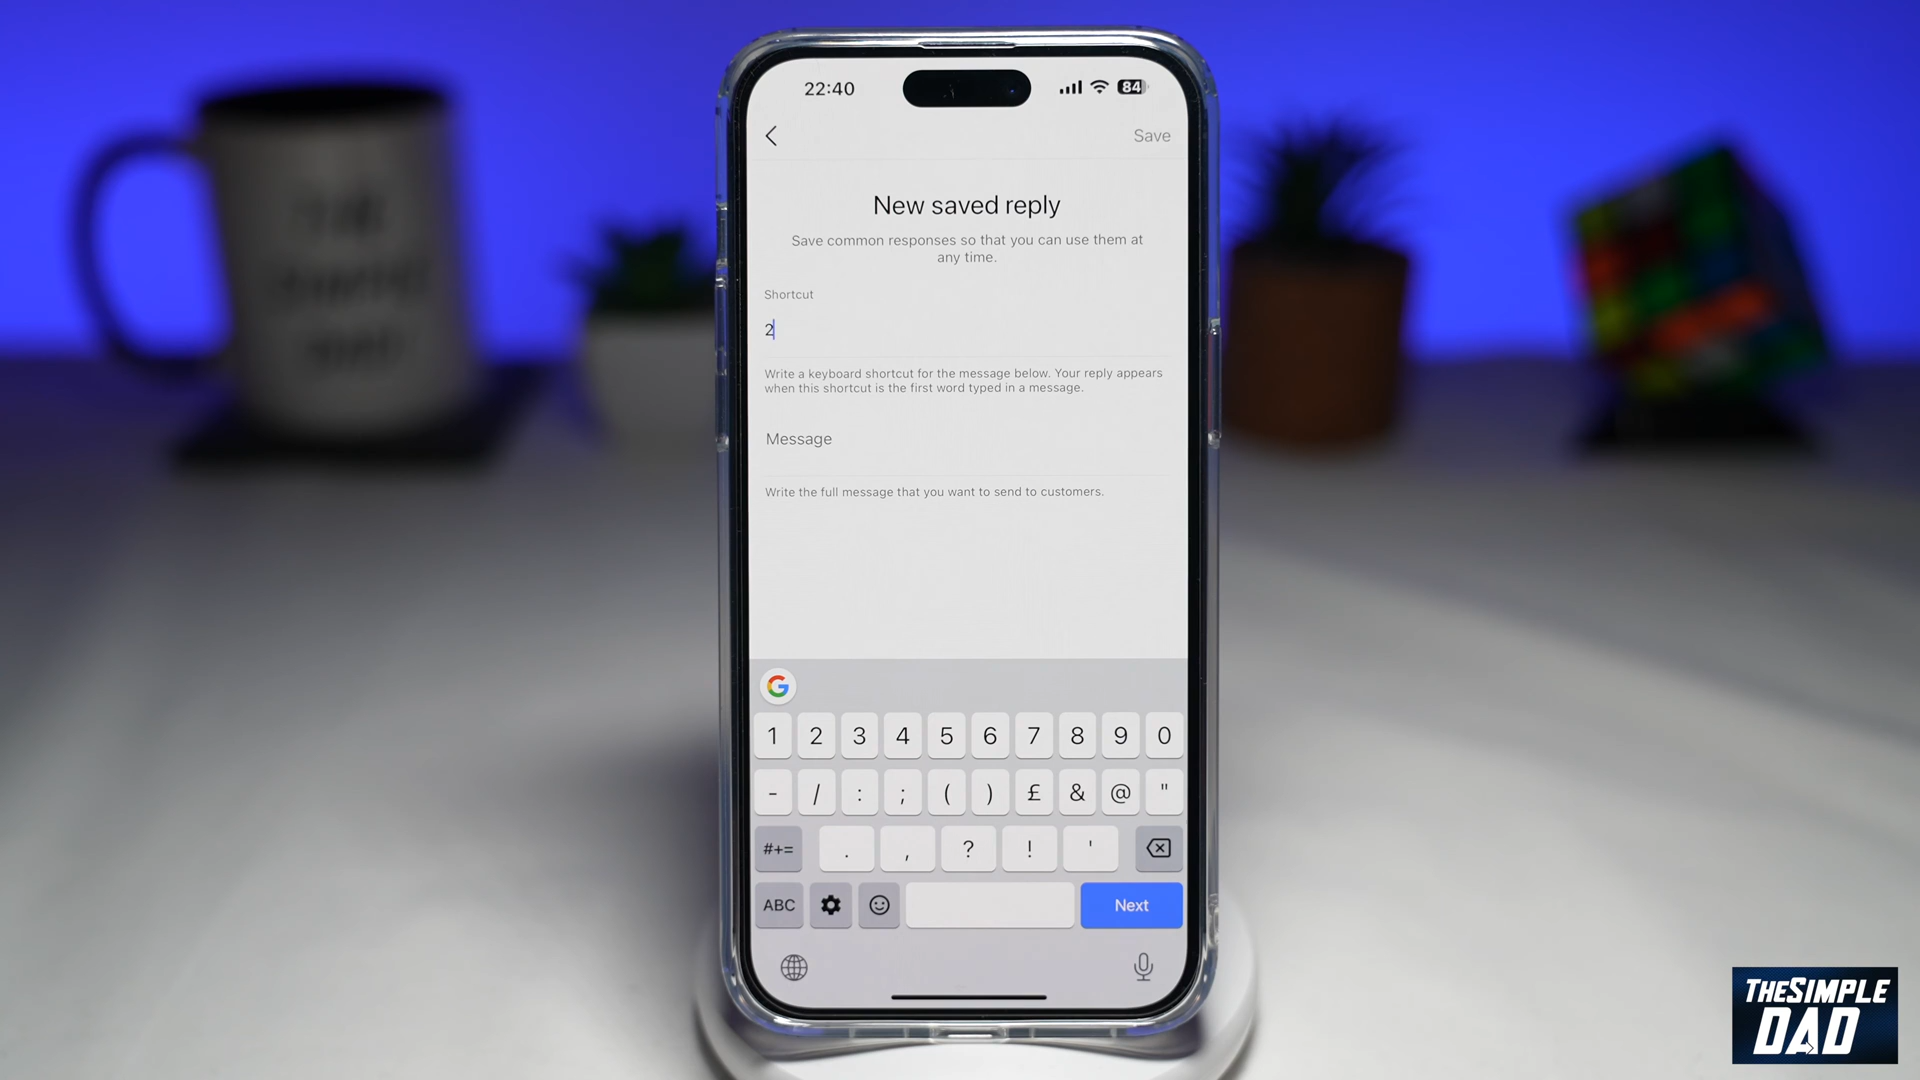 22:40
84
Save
New saved reply
Save common responses so that you can use them at
any time.
Shortcut
2
Write a keyboard shortcut for the message below. Your reply appears
when this shortcut is the first word typed in a message.
Message
Write the full message that you want to send to customers.
G
1 2 3 4 5 6 7 8 9 0
- / : ; ( ) £ & @ "
#+= . , ? ! '
ABC Next
THE SIMPLE
DAD